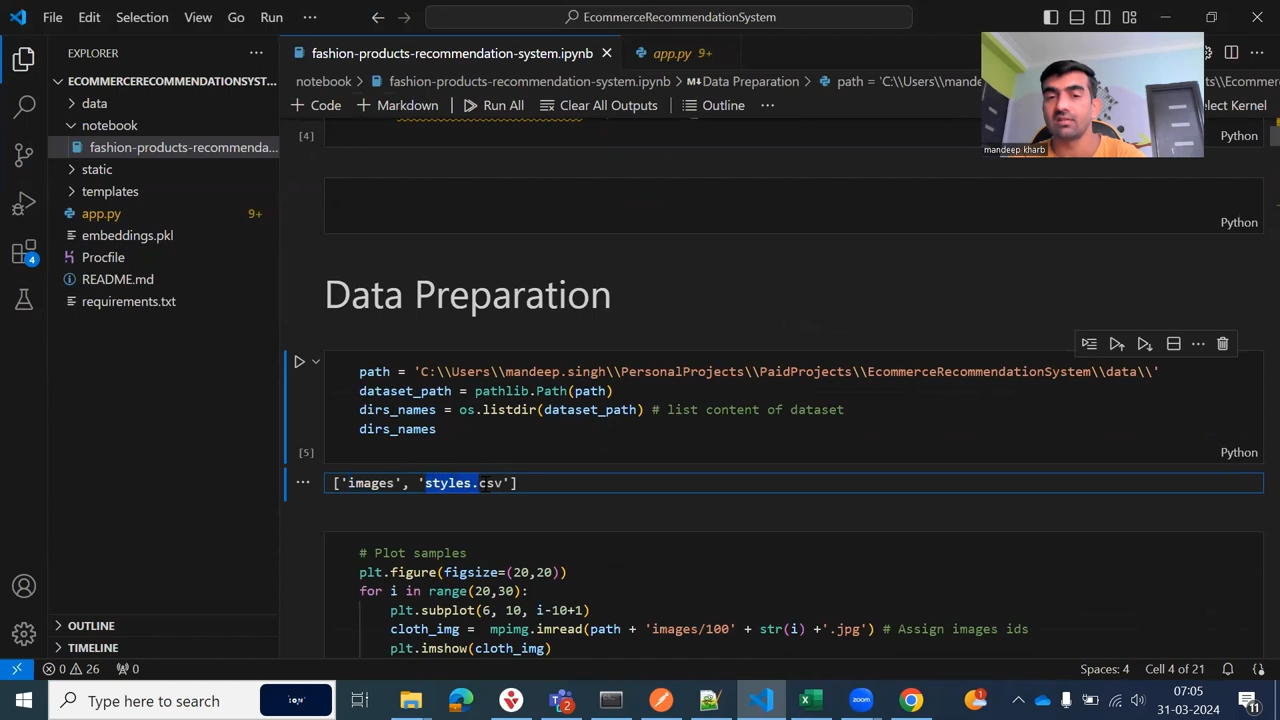 File Edit Selection View Go Run
EcommerceRecommendationSystem
EXPLORER
fashion-products-recommendation-system.ipynb
app.py 9+
ECOMMERCERECOMMENDATIONSYST...
notebook > fashion-products-recommendation-system.ipynb > Data Preparation > path = 'C:\\Users\\mande
\\Ecomme
data
Code Markdown Run All Clear All Outputs Outline
elect Kernel
notebook
[4]
Python
fashion-products-recommenda...
mandeep kharb
static
templates
app.py 9+
Python
embeddings.pkl
Procfile
README.md
requirements.txt
Data Preparation
path = 'C:\\Users\\mandeep.singh\\PersonalProjects\\PaidProjects\\EcommerceRecommendationSystem\\data\\'
dataset_path = pathlib.Path(path)
dirs_names = os.listdir(dataset_path) # list content of dataset
dirs_names
[5]
Python
['images', 'styles.csv']
# Plot samples
plt.figure(figsize=(20,20))
for i in range(20,30):
plt.subplot(6, 10, i-10+1)
cloth_img = mpimg.imread(path + 'images/100' + str(i) +'.jpg') # Assign images ids
plt.imshow(cloth_img)
OUTLINE
TIMELINE
0 26 0
Spaces: 4 Cell 4 of 21
Type here to search
07:05
31-03-2024
4
2
1
11